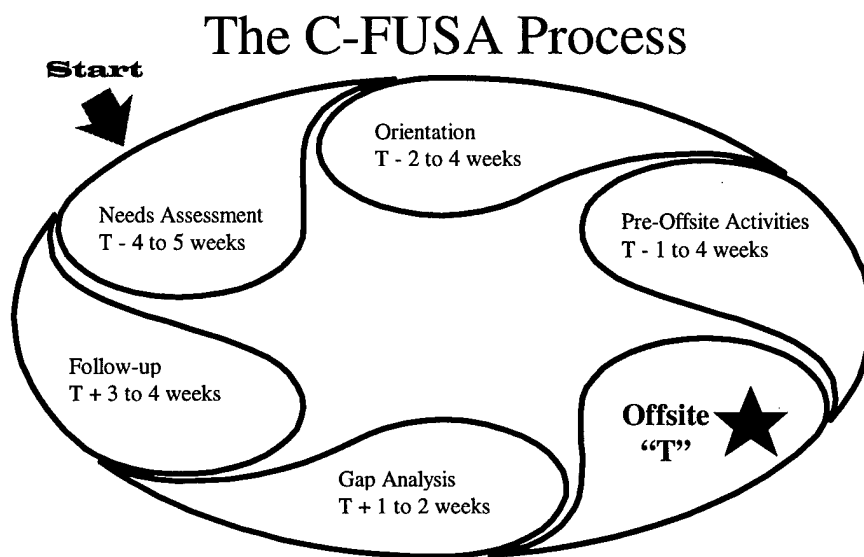 The C-FUSA Process
Start
Orientation
T - 2 to 4 weeks
Needs Assessment
T - 4 to 5 weeks
Pre-Offsite Activities
T - 1 to 4 weeks
Follow-up
T + 3 to 4 weeks
Offsite
“T”
Gap Analysis
T + 1 to 2 weeks